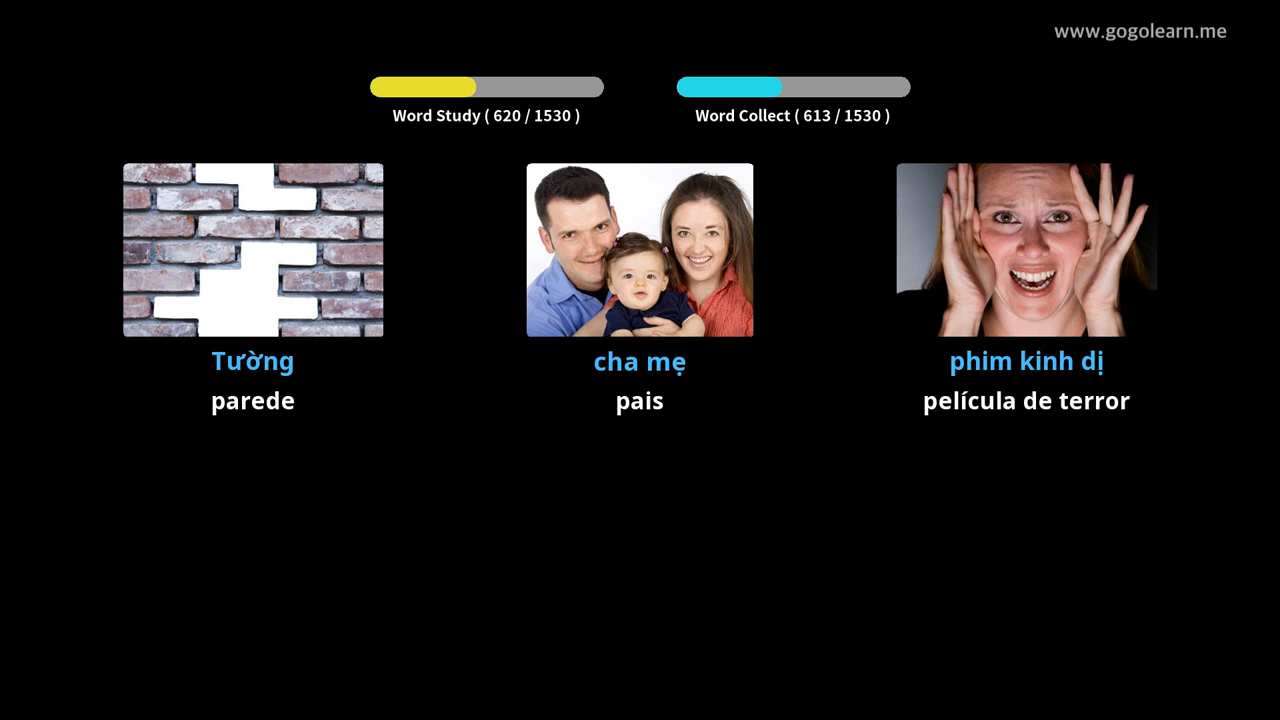 www.gogolearn.me
Word Study ( 620 / 1530 )
Word Collect ( 613 / 1530 )
Tường
parede
cha mẹ
pais
phim kinh dị
película de terror